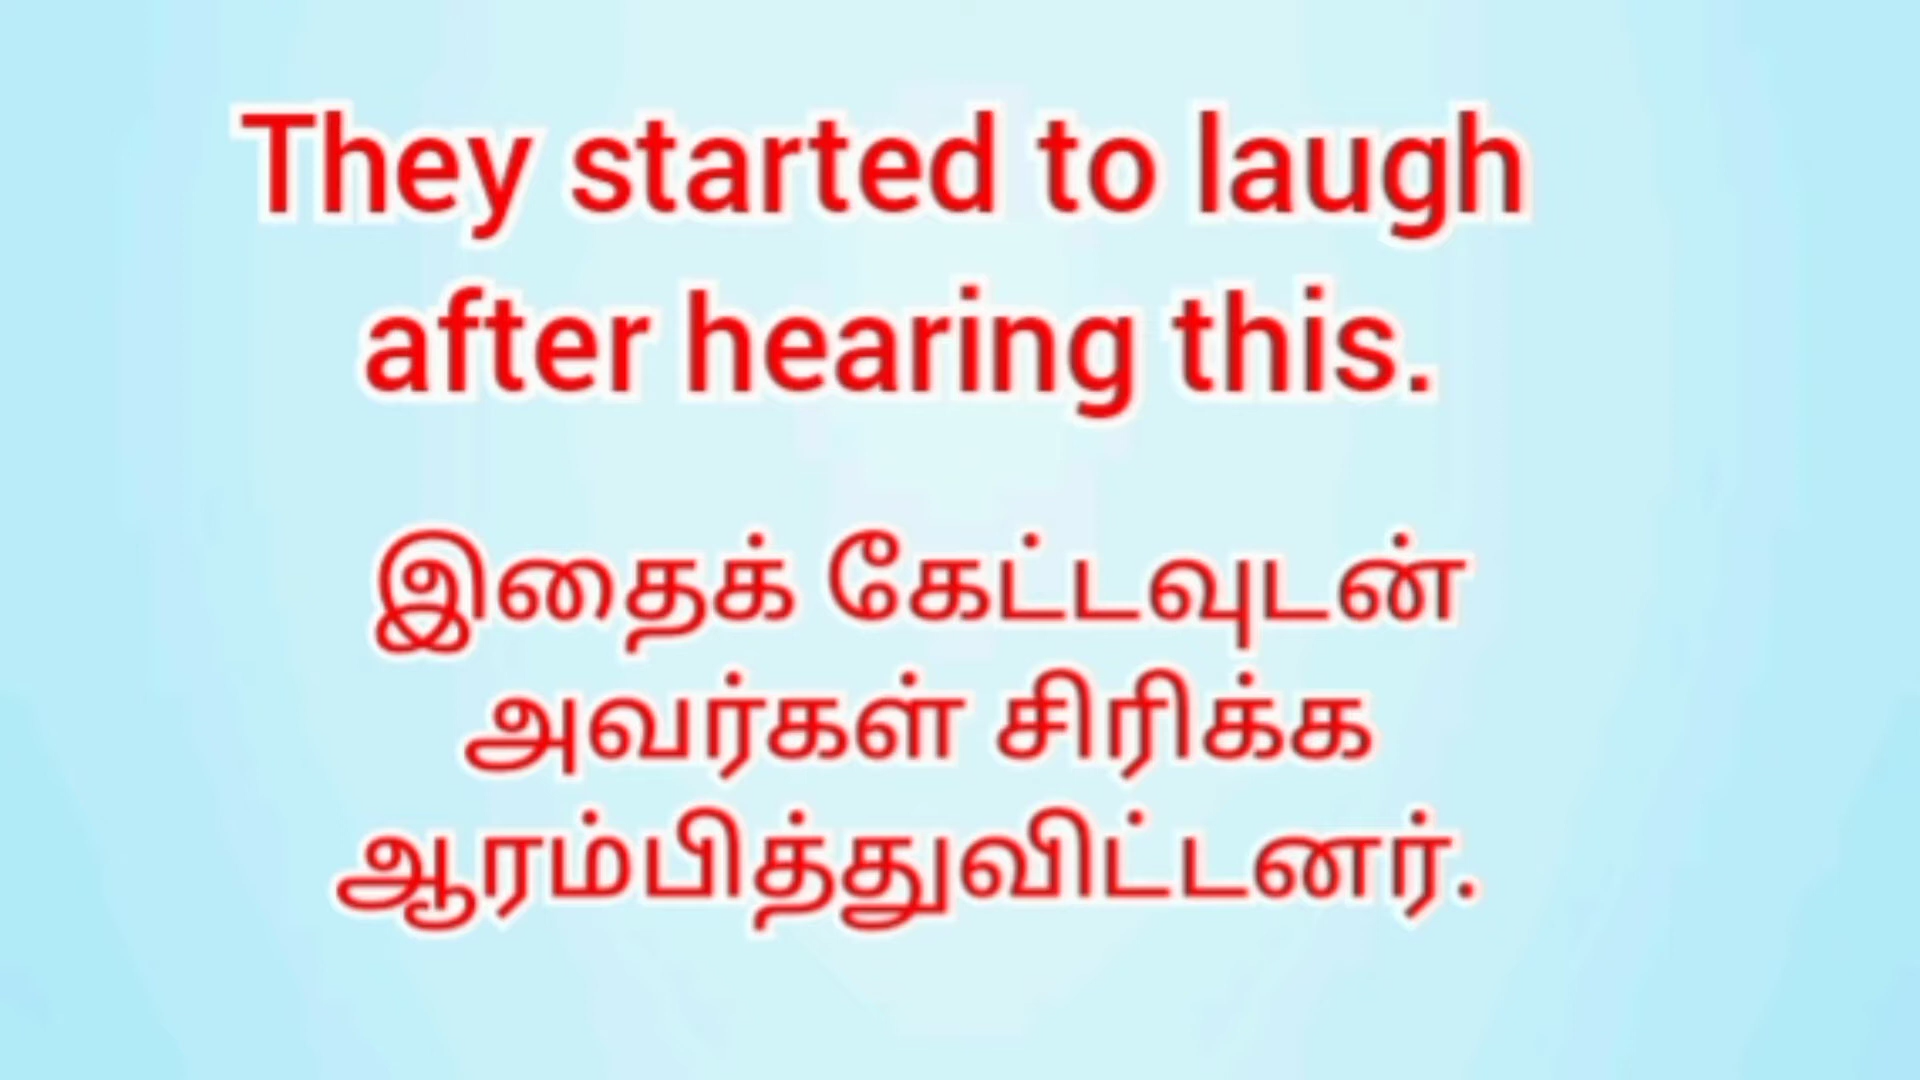 They started to laugh
after hearing this.
இதைக் கேட்டவுடன்
அவர்கள் சிரிக்க
ஆரம்பித்துவிட்டனர்.